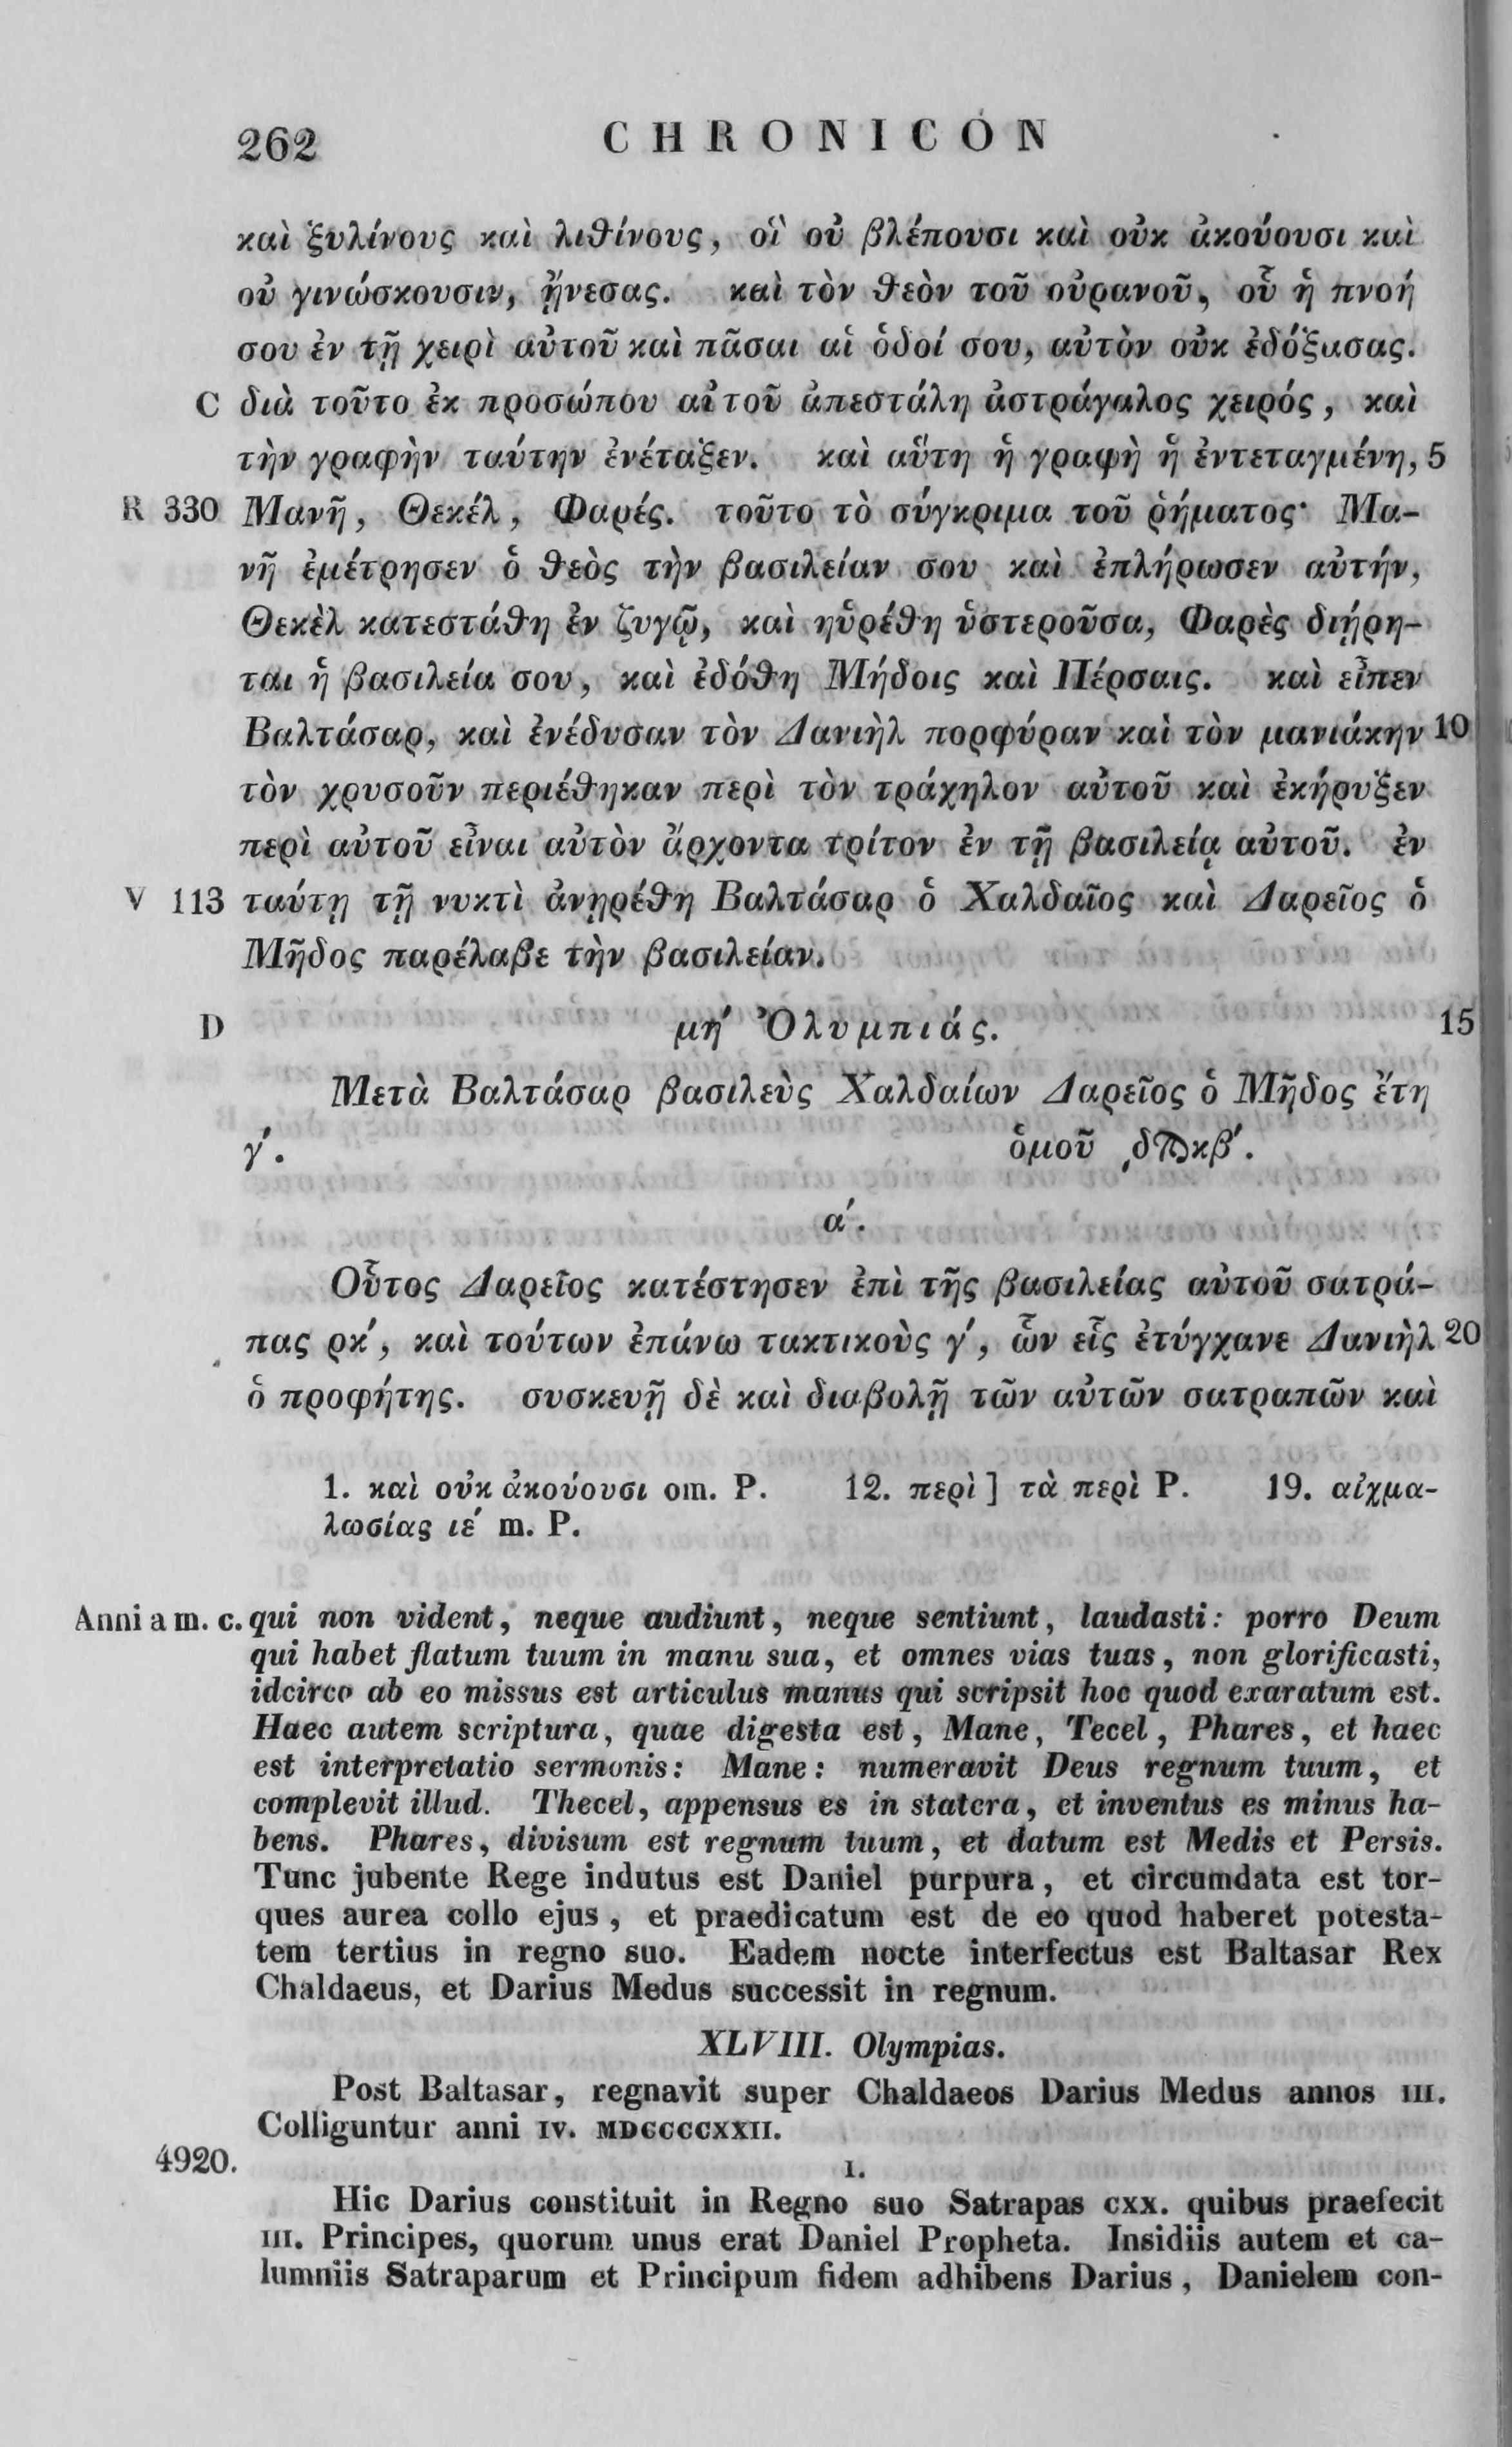 262 CHRONICON
καὶ ξυλίνους καὶ λιθίνους, οἳ οὐ βλέπουσι καὶ οὐκ ἀκούουσι καὶ
οὐ γινώσκουσιν, ᾔνεσας. καὶ τὸν θεὸν τοῦ οὐρανοῦ, οὗ ἡ πνοή
σου ἐν τῇ χειρὶ αὐτοῦ καὶ πᾶσαι αἱ ὁδοί σου, αὐτὸν οὐκ ἐδόξασας.
C διὰ τοῦτο ἐκ προσώπου αὐτοῦ ἀπεστάλη ἀστράγαλος χειρός, καὶ
τὴν γραφὴν ταύτην ἐνέταξεν. καὶ αὕτη ἡ γραφὴ ἡ ἐντεταγμένη, 5
R 330 Μανῆ, Θεκέλ, Φαρές. τοῦτο τὸ σύγκριμα τοῦ ῥήματος· Μα-
νῆ ἐμέτρησεν ὁ θεὸς τὴν βασιλείαν σου καὶ ἐπλήρωσεν αὐτήν,
Θεκὲλ κατεστάθη ἐν ζυγῷ, καὶ ηὑρέθη ὑστεροῦσα, Φαρὲς διῄρη-
ται ἡ βασιλεία σου, καὶ ἐδόθη Μήδοις καὶ Πέρσαις. καὶ εἶπεν
Βαλτάσαρ, καὶ ἐνέδυσαν τὸν Δανιὴλ πορφύραν καὶ τὸν μανιάκην 10
τὸν χρυσοῦν περιέθηκαν περὶ τὸν τράχηλον αὐτοῦ καὶ ἐκήρυξεν
περὶ αὐτοῦ εἶναι αὐτὸν ἄρχοντα τρίτον ἐν τῇ βασιλείᾳ αὐτοῦ. ἐν
V 113 ταύτῃ τῇ νυκτὶ ἀνῃρέθη Βαλτάσαρ ὁ Χαλδαῖος καὶ Δαρεῖος ὁ
Μῆδος παρέλαβε τὴν βασιλείαν.
D μη′ Ὀλυμπιάς. 15
Μετὰ Βαλτάσαρ βασιλεὺς Χαλδαίων Δαρεῖος ὁ Μῆδος ἔτη
γ′. ὁμοῦ ͵δϠκβ′.
α′.
Οὗτος Δαρεῖος κατέστησεν ἐπὶ τῆς βασιλείας αὐτοῦ σατρά-
πας ρκ′, καὶ τούτων ἐπάνω τακτικοὺς γ′, ὧν εἷς ἐτύγχανε Δανιὴλ 20
ὁ προφήτης. συσκευῇ δὲ καὶ διαβολῇ τῶν αὐτῶν σατραπῶν καὶ
1. καὶ οὐκ ἀκούουσι om. P. 12. περὶ] τὰ περὶ P. 19. αἰχμα-
λωσίας ιε′ m. P.
Anni a m. c. qui non vident, neque audiunt, neque sentiunt, laudasti: porro Deum
qui habet flatum tuum in manu sua, et omnes vias tuas, non glorificasti,
idcirco ab eo missus est articulus manus qui scripsit hoc quod exaratum est.
Haec autem scriptura, quae digesta est, Mane, Tecel, Phares, et haec
est interpretatio sermonis: Mane: numeravit Deus regnum tuum, et
complevit illud. Thecel, appensus es in statera, et inventus es minus ha-
bens. Phares, divisum est regnum tuum, et datum est Medis et Persis.
Tunc jubente Rege indutus est Daniel purpura, et circumdata est tor-
ques aurea collo ejus, et praedicatum est de eo quod haberet potesta-
tem tertius in regno suo. Eadem nocte interfectus est Baltasar Rex
Chaldaeus, et Darius Medus successit in regnum.
XLVIII. Olympias.
Post Baltasar, regnavit super Chaldaeos Darius Medus annos III.
Colliguntur anni IV. MDCCCCXXII.
4920. I.
Hic Darius constituit in Regno suo Satrapas CXX. quibus praefecit
III. Principes, quorum unus erat Daniel Propheta. Insidiis autem et ca-
lumniis Satraparum et Principum fidem adhibens Darius, Danielem con-